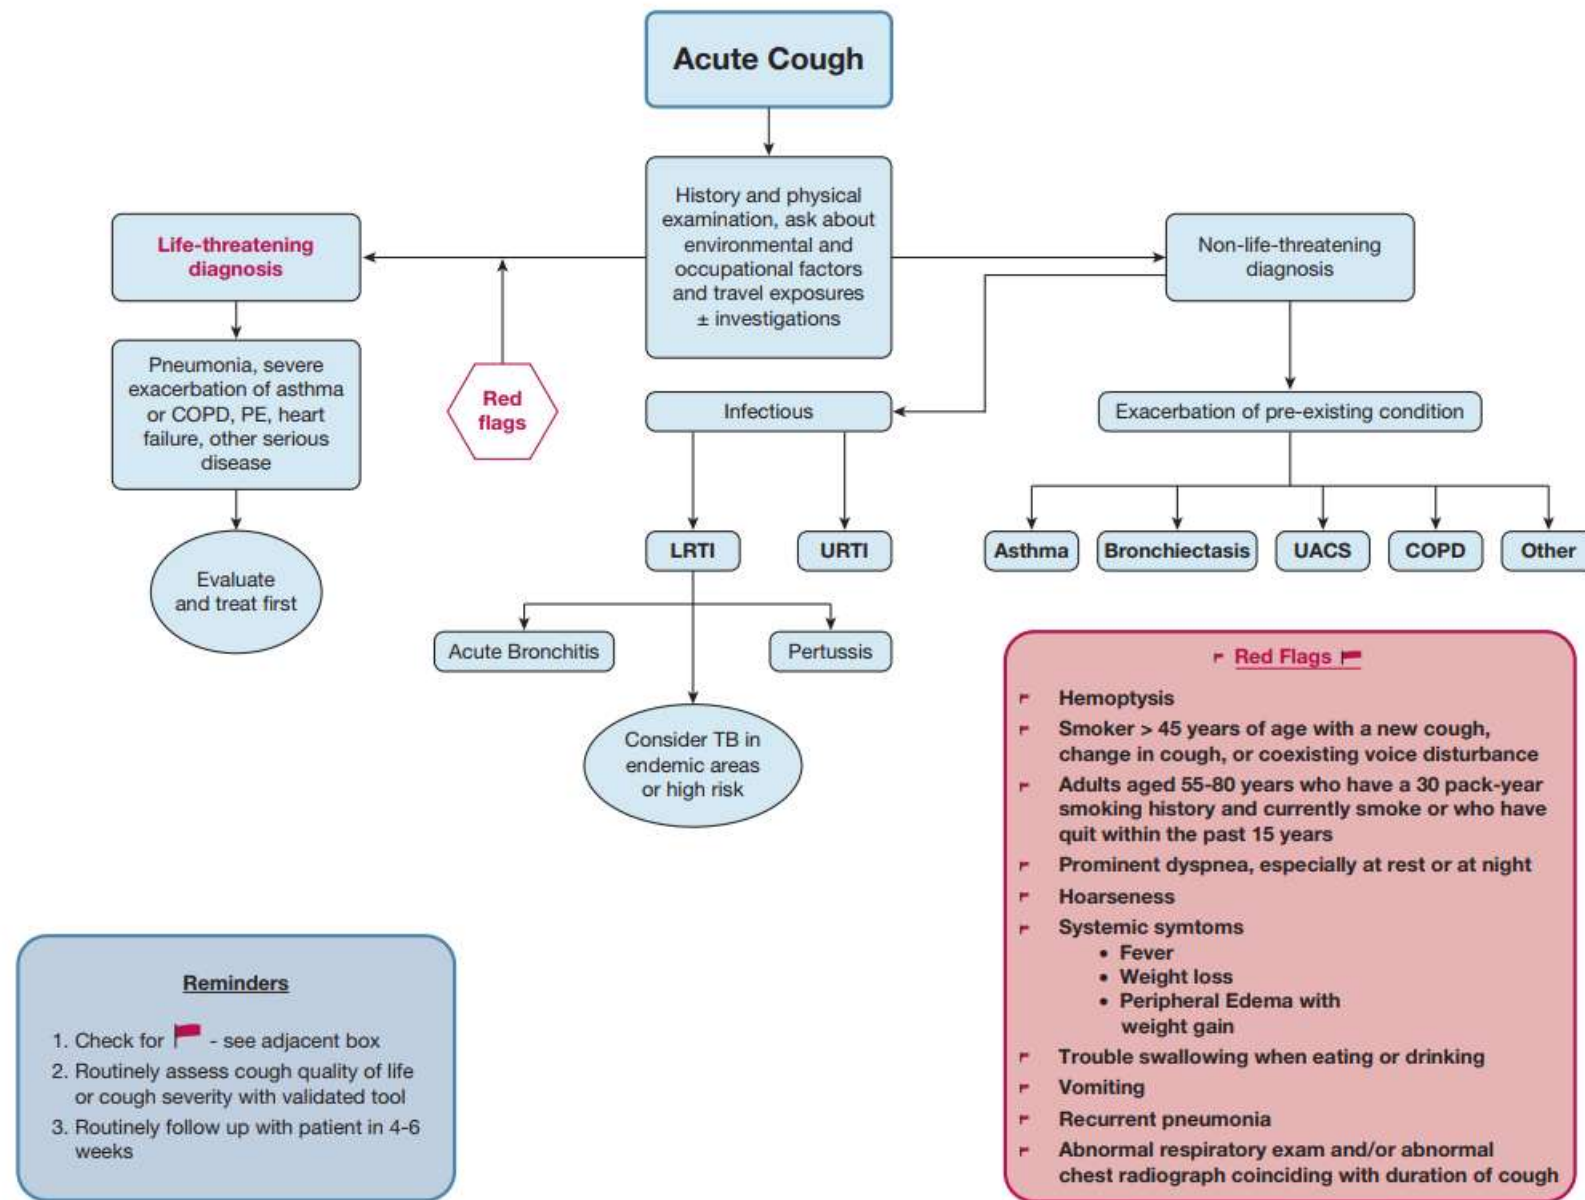 Acute Cough
History and physical
examination, ask about
environmental and
occupational factors
and travel exposures
± investigations
Life-threatening
diagnosis
Non-life-threatening
diagnosis
Pneumonia, severe
exacerbation of asthma
or COPD, PE, heart
failure, other serious
disease
Red
flags
Infectious
Exacerbation of pre-existing condition
Evaluate
and treat first
LRTI
URTI
Asthma
Bronchiectasis
UACS
COPD
Other
Acute Bronchitis
Pertussis
Consider TB in
endemic areas
or high risk
Reminders
1. Check for - see adjacent box
2. Routinely assess cough quality of life
or cough severity with validated tool
3. Routinely follow up with patient in 4-6
weeks
Red Flags
Hemoptysis
Smoker > 45 years of age with a new cough,
change in cough, or coexisting voice disturbance
Adults aged 55-80 years who have a 30 pack-year
smoking history and currently smoke or who have
quit within the past 15 years
Prominent dyspnea, especially at rest or at night
Hoarseness
Systemic symtoms
• Fever
• Weight loss
• Peripheral Edema with
weight gain
Trouble swallowing when eating or drinking
Vomiting
Recurrent pneumonia
Abnormal respiratory exam and/or abnormal
chest radiograph coinciding with duration of cough